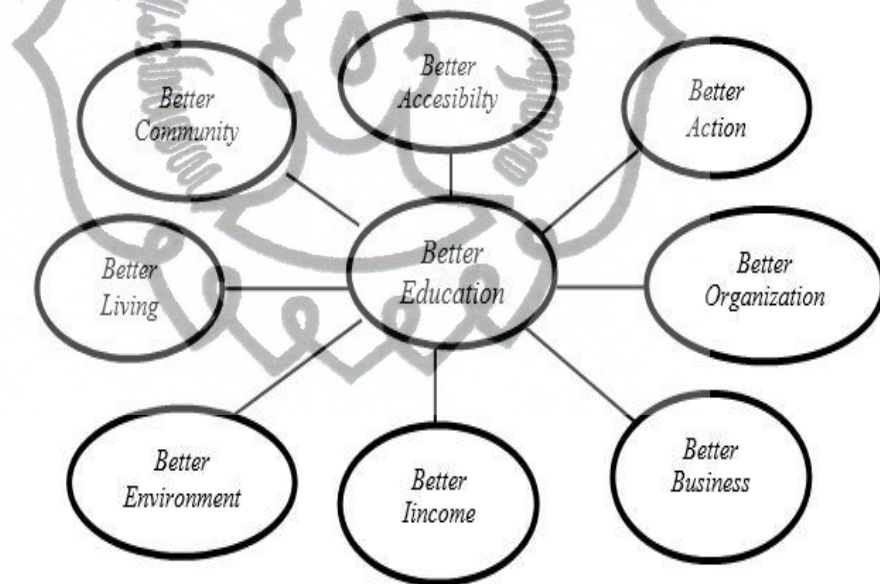 Better
Accesibilty
Better
Community
Better
Action
Better
Education
Better
Living
Better
Organization
Better
Environment
Better
Iincome
Better
Business